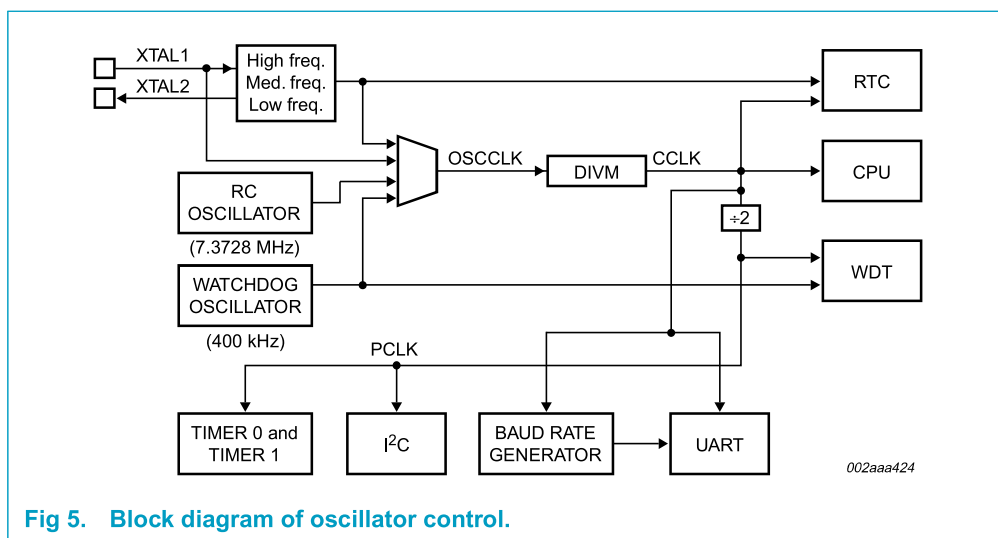 XTAL1
XTAL2
High freq.
Med. freq.
Low freq.
RTC
OSCCLK
DIVM
CCLK
CPU
RC
OSCILLATOR
(7.3728 MHz)
÷2
WATCHDOG
OSCILLATOR
(400 kHz)
WDT
PCLK
TIMER 0 and
TIMER 1
I²C
BAUD RATE
GENERATOR
UART
002aaa424
Fig 5. Block diagram of oscillator control.